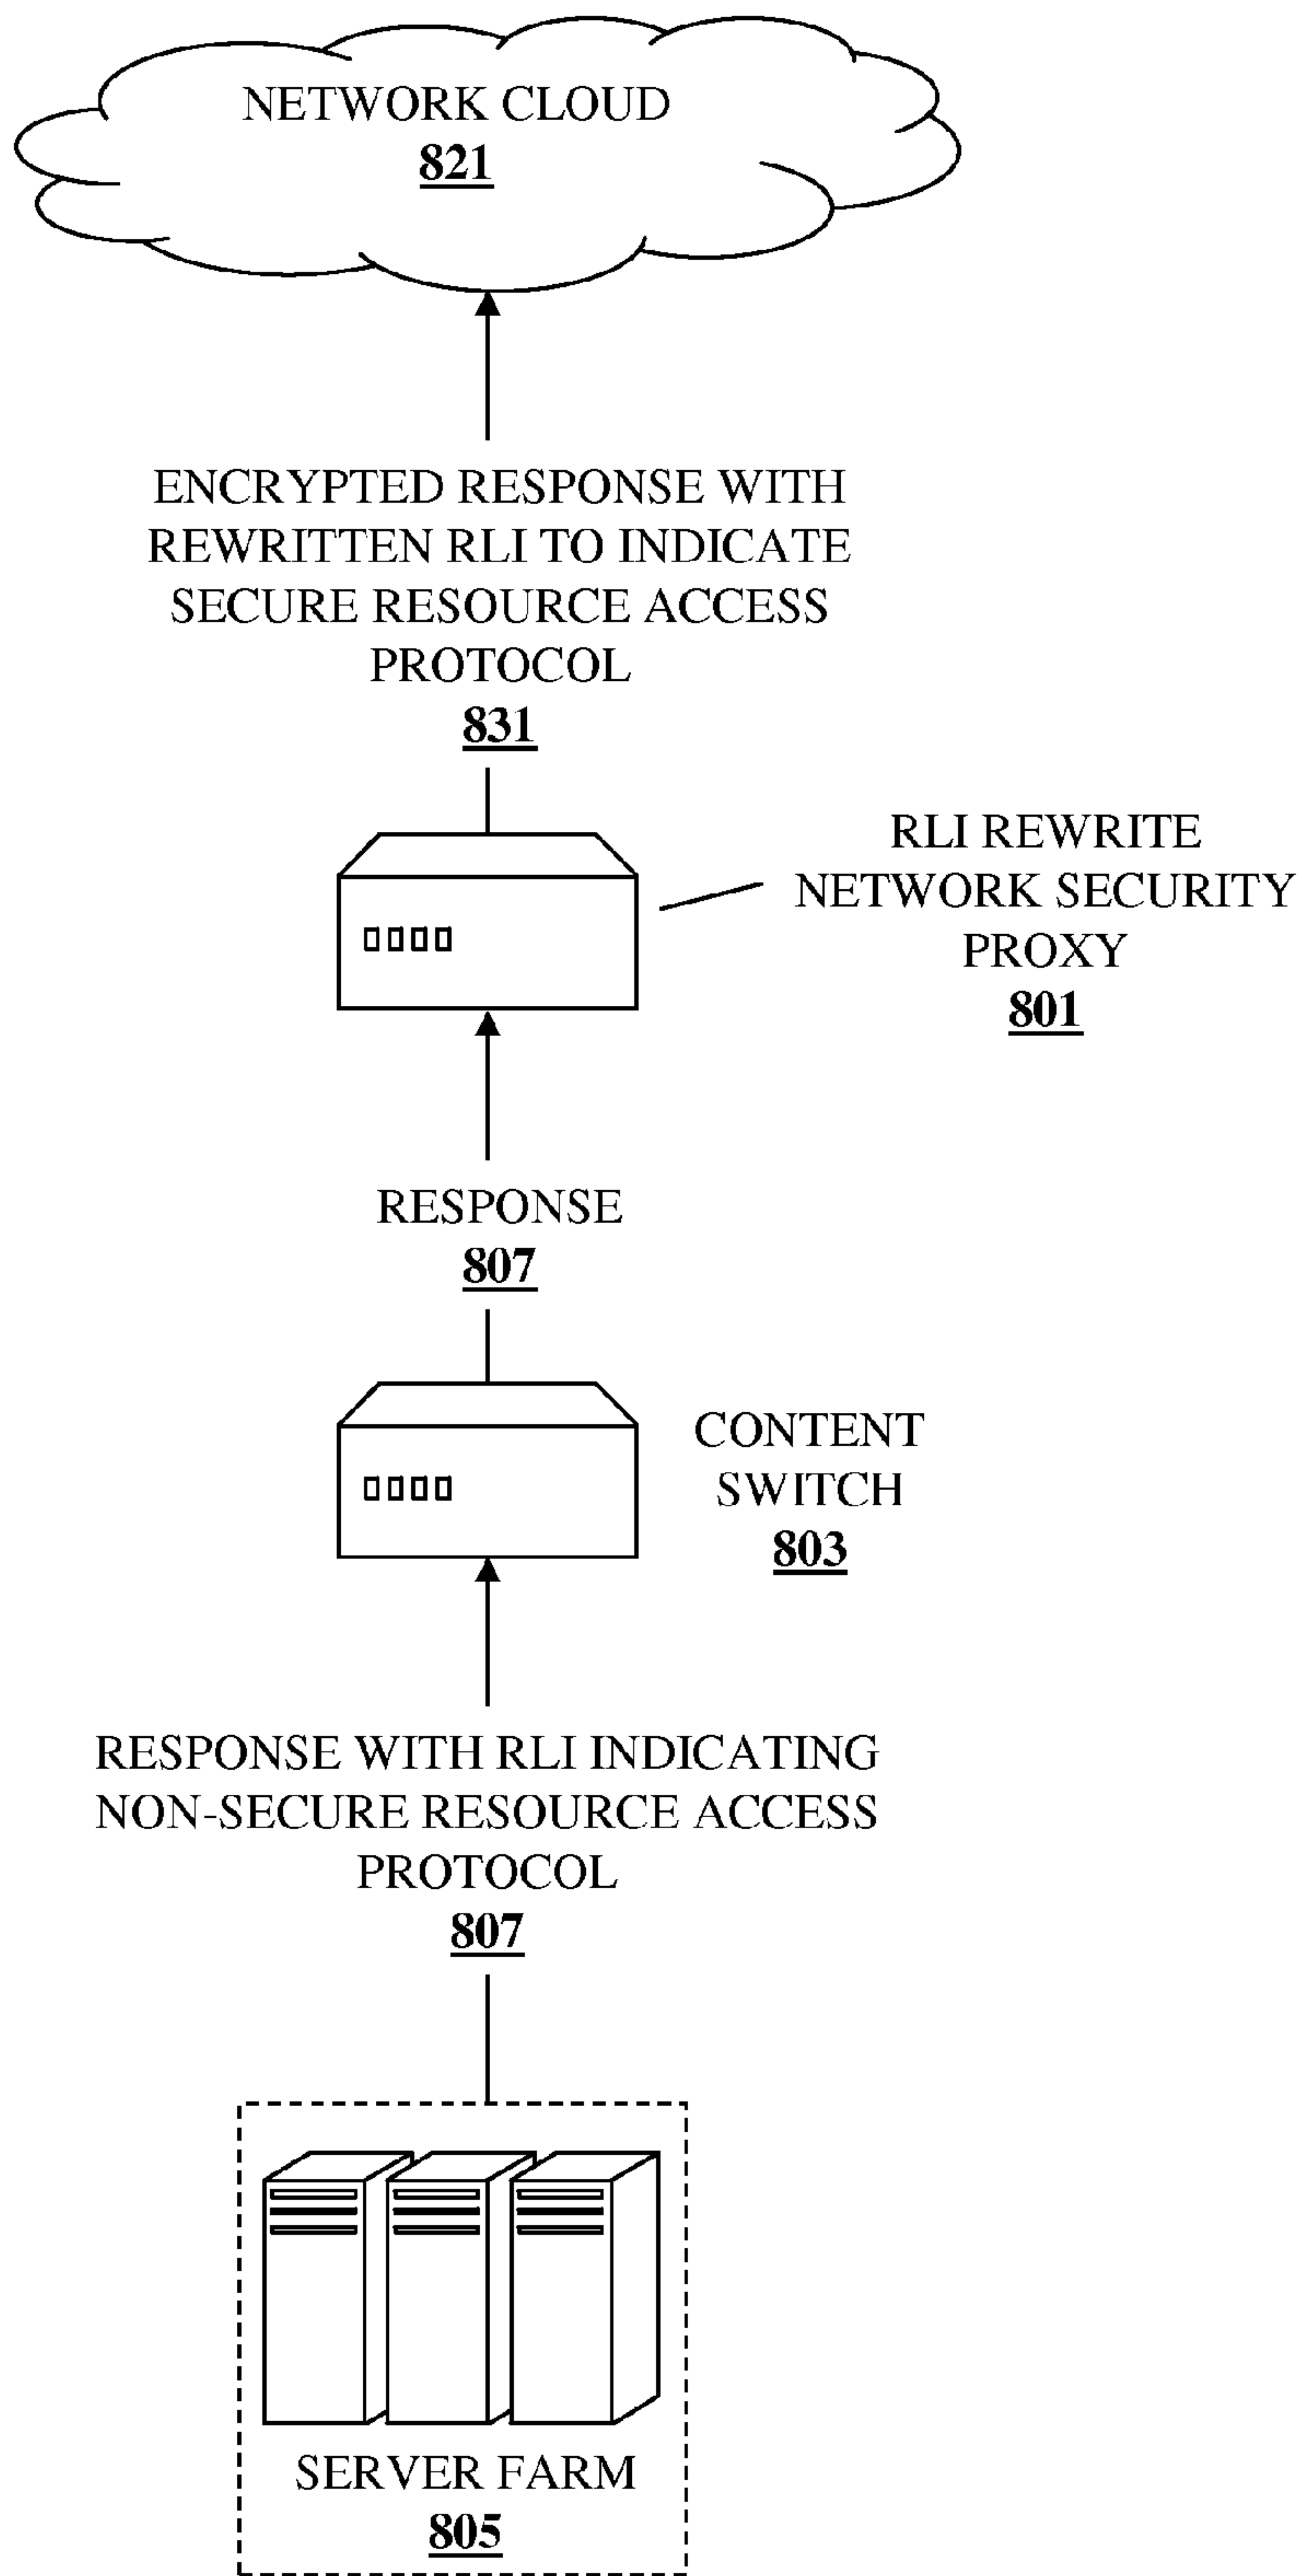 NETWORK CLOUD
821
ENCRYPTED RESPONSE WITH
REWRITTEN RLI TO INDICATE
SECURE RESOURCE ACCESS
PROTOCOL
831
RLI REWRITE
NETWORK SECURITY
PROXY
801
RESPONSE
807
CONTENT
SWITCH
803
RESPONSE WITH RLI INDICATING
NON-SECURE RESOURCE ACCESS
PROTOCOL
807
SERVER FARM
805